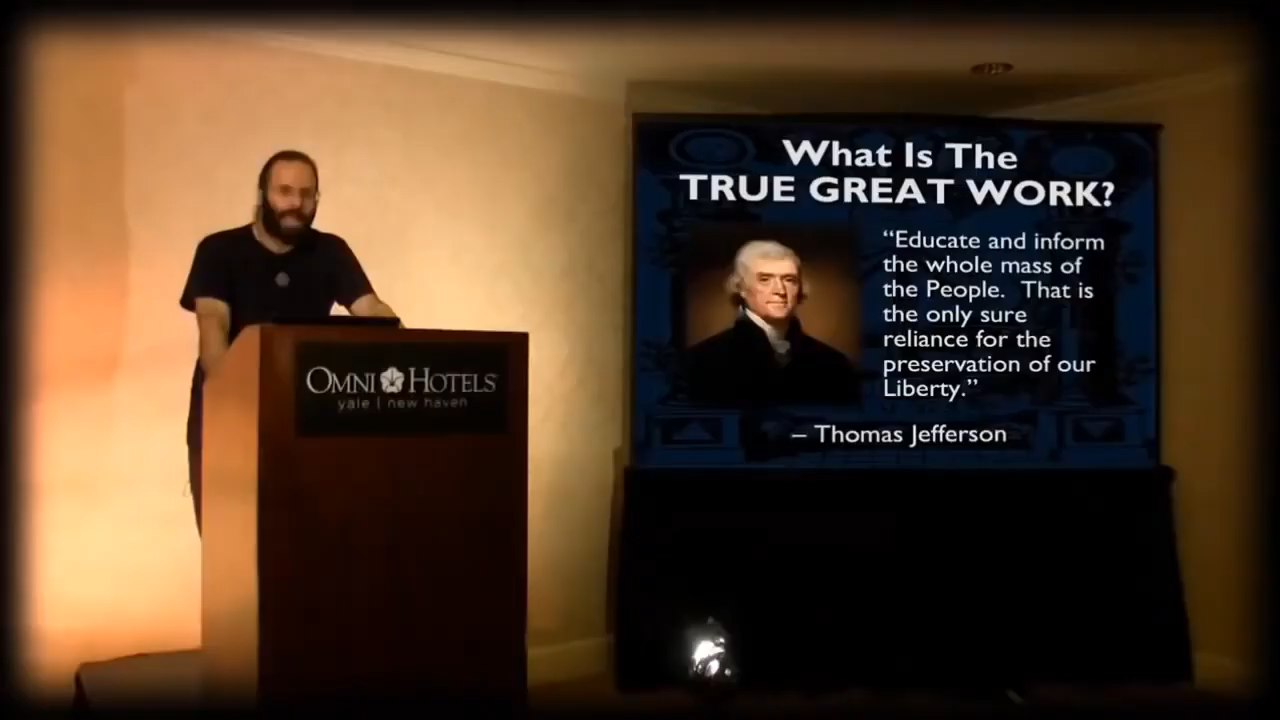 OMNI HOTELS
yale | new haven
What Is The
TRUE GREAT WORK?
“Educate and inform
the whole mass of
the People.  That is
the only sure
reliance for the
preservation of our
Liberty.”
– Thomas Jefferson